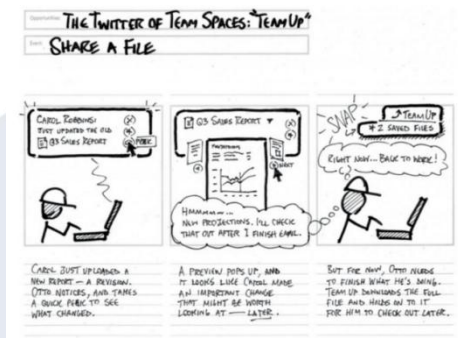 Opportunities: THE TWITTER OF TEAM SPACES: "TEAM UP"
Event: SHARE A FILE
CAROL ROBBINS:
JUST UPDATED THE OLD
Q3 SALES REPORT
PEEK
Q3 SALES REPORT
NEXT
HMMMM...
NEW PROJECTIONS. I'LL CHECK
THAT OUT AFTER I FINISH EMAIL.
SNAP
TEAM UP
# 2 SAVED FILES
RIGHT NOW... BACK TO WORK!
CAROL JUST UPLOADED A
NEW REPORT — A REVISION.
OTTO NOTICES, AND TAKES
A QUICK PEEK TO SEE
WHAT CHANGED.
A PREVIEW POPS UP, AND
IT LOOKS LIKE CAROL MADE
AN IMPORTANT CHANGE
THAT MIGHT BE WORTH
LOOKING AT — LATER.
BUT FOR NOW, OTTO NEEDS
TO FINISH WHAT HE'S DOING.
TEAM UP DOWNLOADS THE FULL
FILE AND HOLDS ON TO IT
FOR HIM TO CHECK OUT LATER.